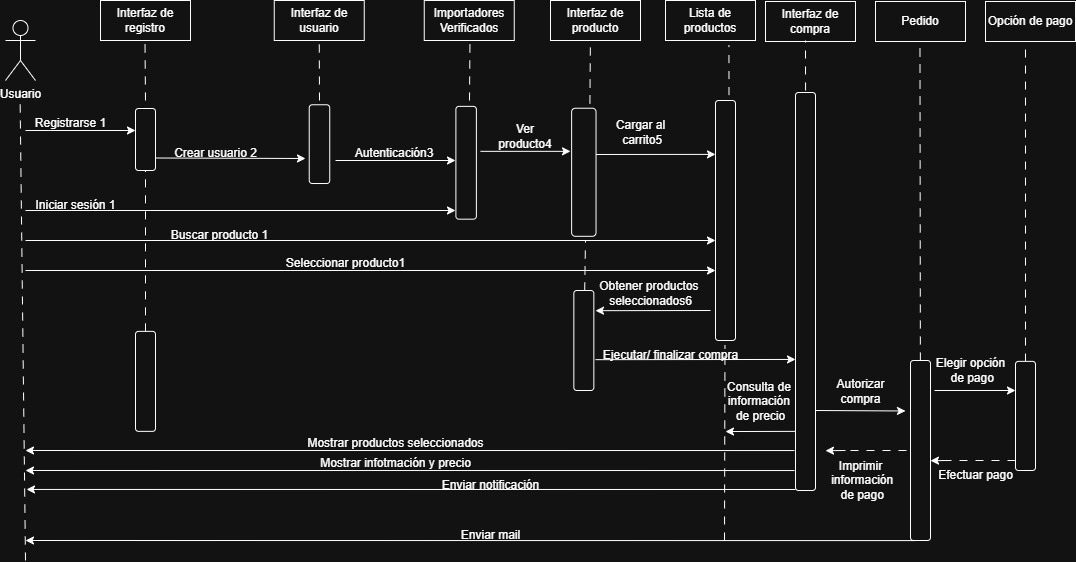 Interfaz de
registro
Interfaz de
usuario
Importadores
Verificados
Interfaz de
producto
Lista de
productos
Interfaz de
compra
Pedido
Opción de pago
Usuario
Registrarse 1
Crear usuario 2
Autenticación3
Ver
producto4
Cargar al
carrito5
Iniciar sesión 1
Buscar producto 1
Seleccionar producto1
Obtener productos
seleccionados6
Ejecutar/ finalizar compra
Elegir opción
de pago
Autorizar
compra
Consulta de
información
de precio
Mostrar productos seleccionados
Mostrar infotmación y precio
Imprimir
información
de pago
Efectuar pago
Enviar notificación
Enviar mail